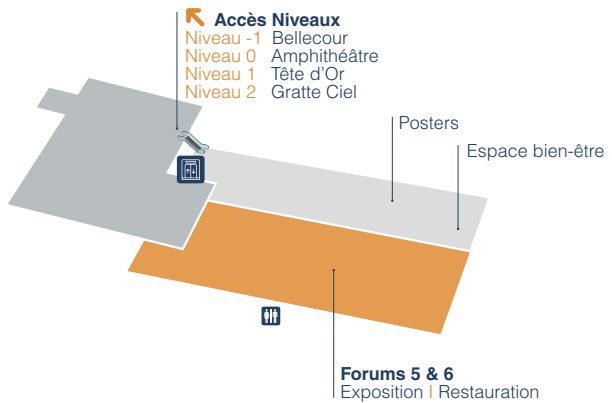 Accès Niveaux
Niveau -1 Bellecour
Niveau 0 Amphithéâtre
Niveau 1 Tête d'Or
Niveau 2 Gratte Ciel
Posters
Espace bien-être
Forums 5 & 6
Exposition | Restauration